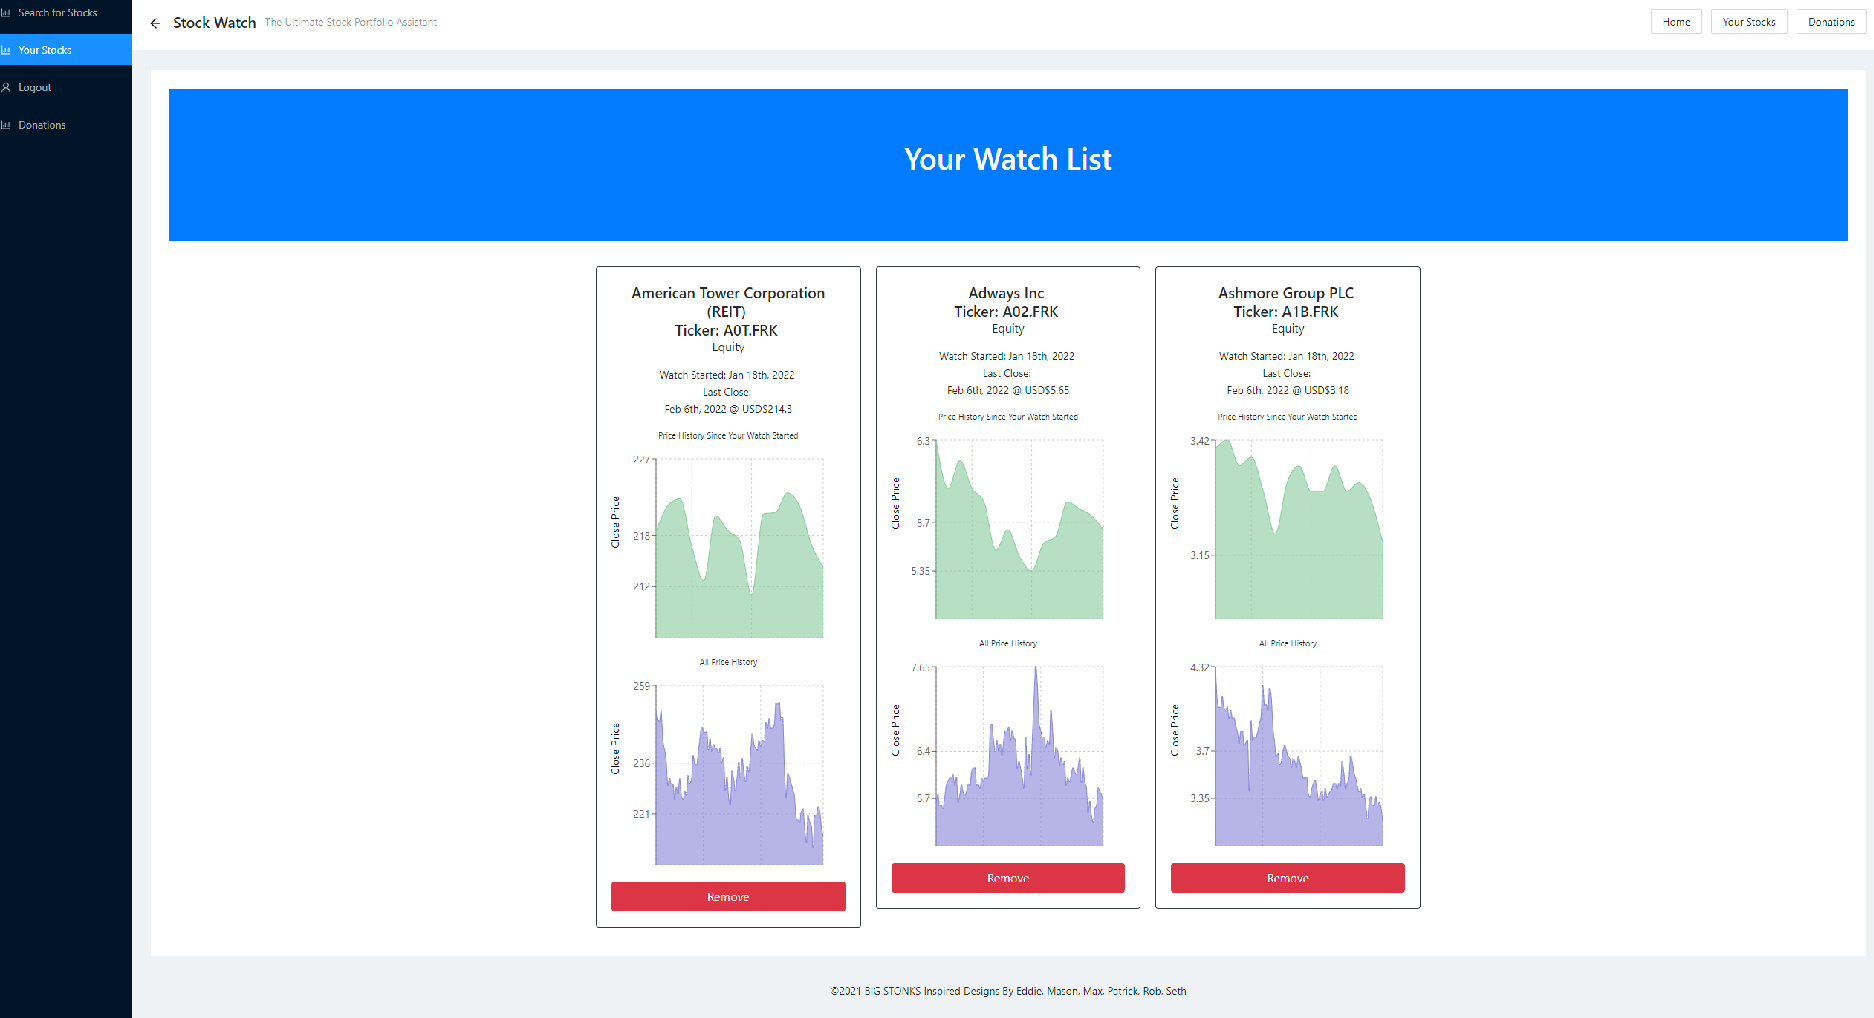 Search for Stocks
Your Stocks
Logout
Donations
Stock Watch The Ultimate Stock Portfolio Assistant
Home
Your Stocks
Donations
Your Watch List
American Tower Corporation
(REIT)
Ticker: A0T.FRK
Equity
Watch Started: Jan 18th, 2022
Last Close:
Feb 6th, 2022 @ USD$214.3
Price History Since Your Watch Started
227
218
212
Close Price
All Price History
259
236
221
Close Price
Remove
Adways Inc
Ticker: A02.FRK
Equity
Watch Started: Jan 18th, 2022
Last Close:
Feb 6th, 2022 @ USD$5.65
Price History Since Your Watch Started
6.3
5.7
5.35
Close Price
All Price History
7.65
6.4
5.7
Close Price
Remove
Ashmore Group PLC
Ticker: A1B.FRK
Equity
Watch Started: Jan 18th, 2022
Last Close:
Feb 6th, 2022 @ USD$3.18
Price History Since Your Watch Started
3.42
3.15
Close Price
All Price History
4.32
3.7
3.35
Close Price
Remove
©2021 BIG STONKS Inspired Designs By Eddie, Mason, Max, Patrick, Rob, Seth